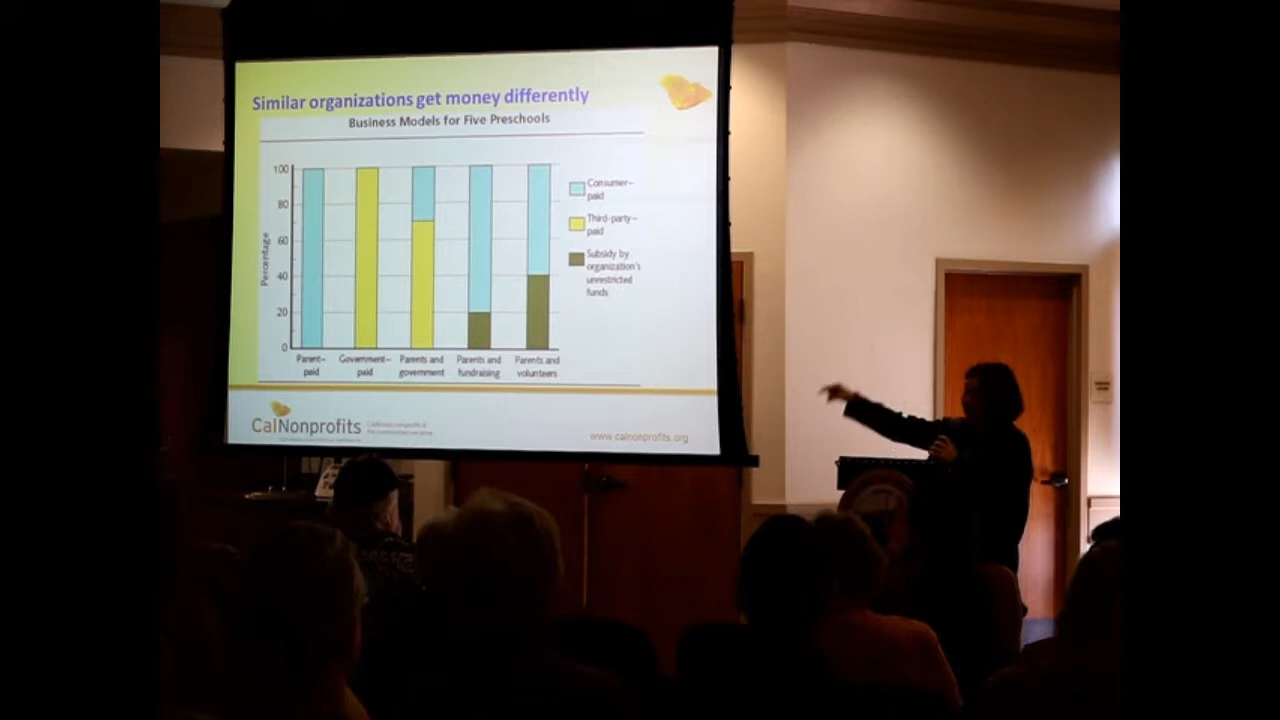 Similar organizations get money differently
Business Models for Five Preschools
100
80
60
40
20
0
Percentage
Parent–
paid
Government–
paid
Parents and
government
Parents and
fundraising
Parents and
volunteers
Consumer–
paid
Third-party–
paid
Subsidy by
organization's
unrestricted
funds
CalNonprofits
www.calnonprofits.org